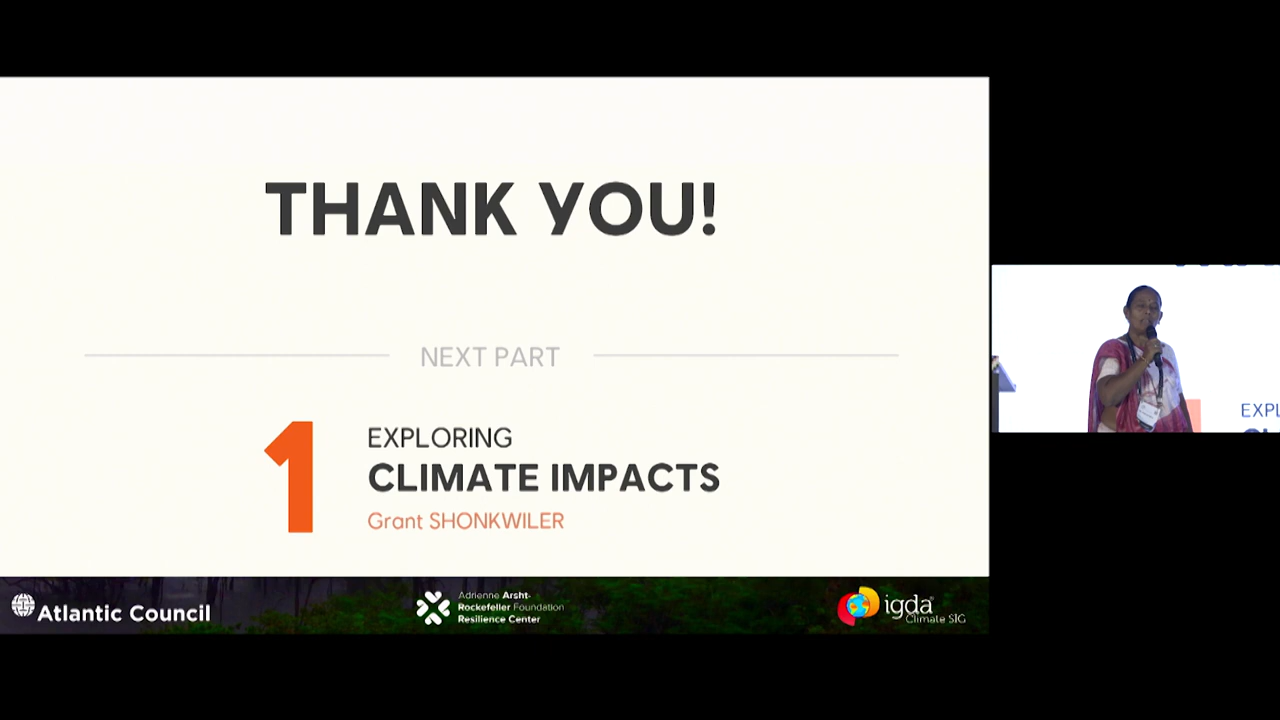 THANK YOU!
NEXT PART
1
EXPLORING
CLIMATE IMPACTS
Grant SHONKWILER
Atlantic Council
Adrienne Arsht-
Rockefeller Foundation
Resilience Center
igda
Climate SIG
EXPL